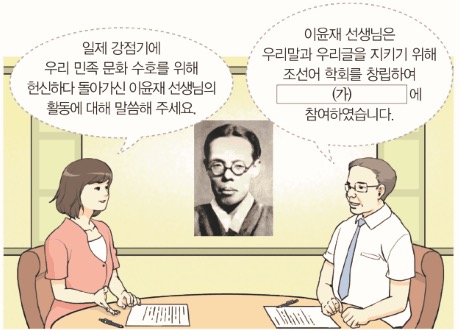 일제 강점기에
우리 민족 문화 수호를 위해
헌신하다 돌아가신 이윤재 선생님의
활동에 대해 말씀해 주세요.
이윤재 선생님은
우리말과 우리글을 지키기 위해
조선어 학회를 창립하여
(가) 에
참여하였습니다.